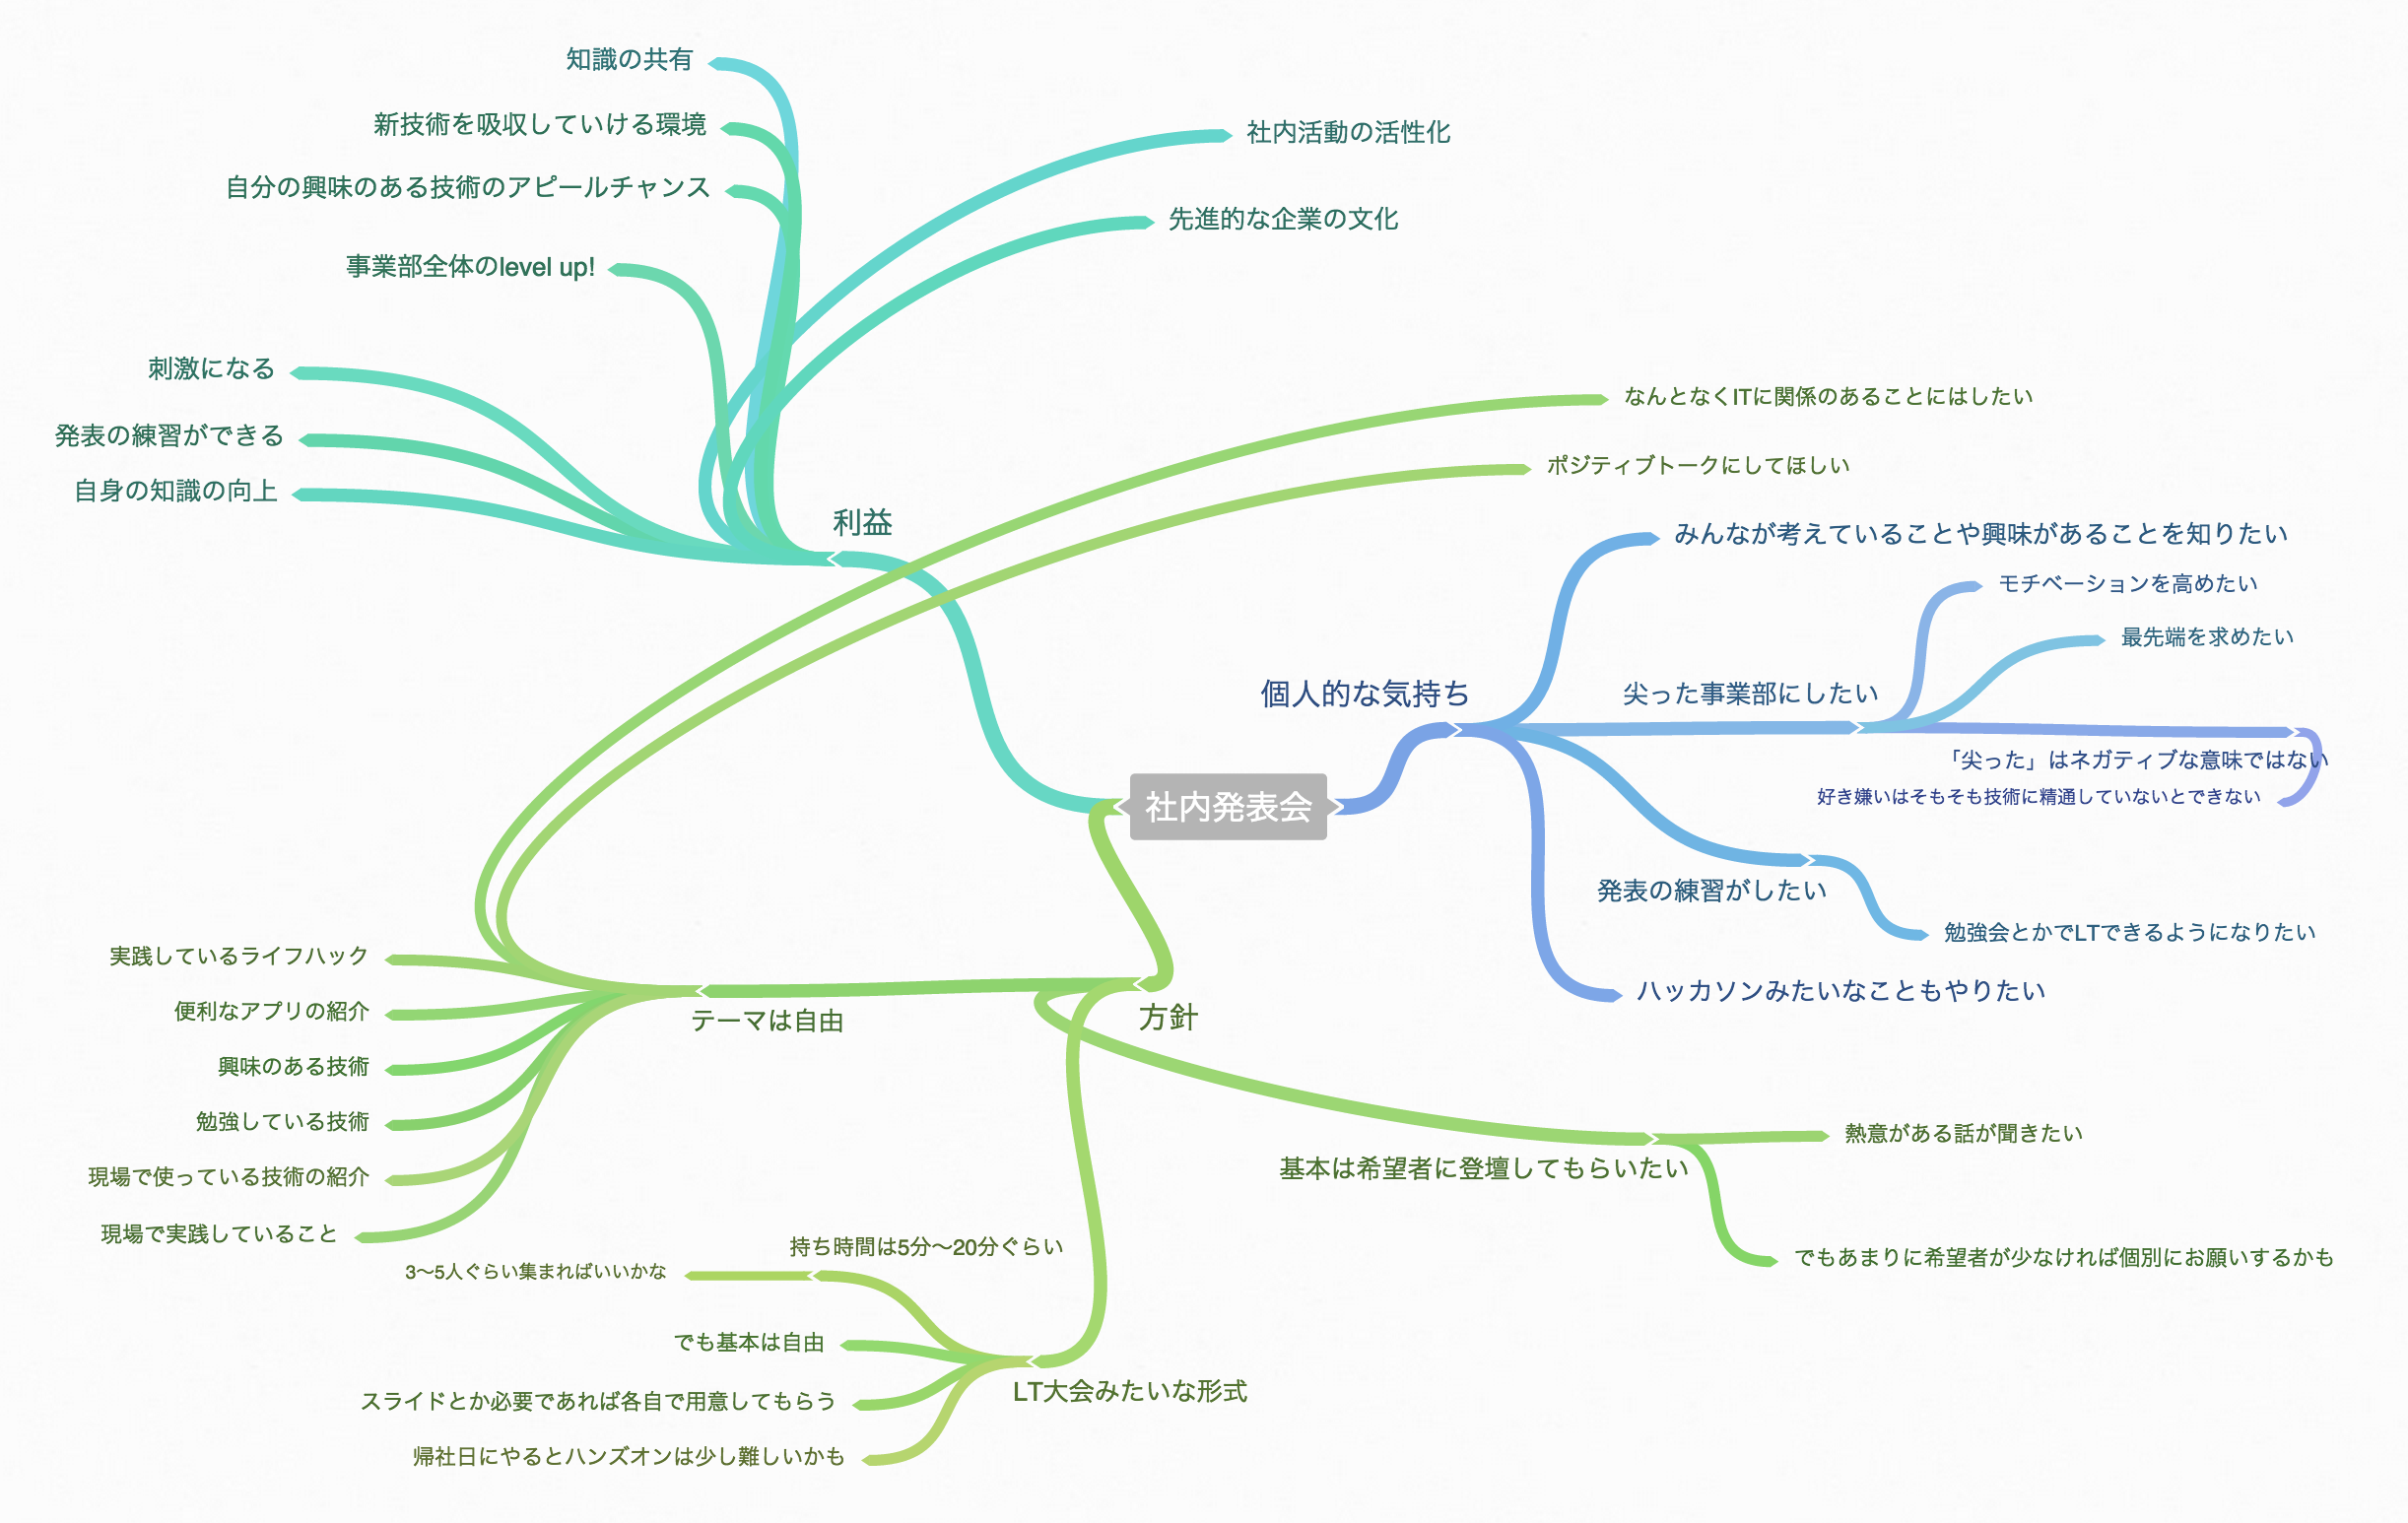 社内発表会
利益
知識の共有
新技術を吸収していける環境
自分の興味のある技術のアピールチャンス
事業部全体のlevel up!
刺激になる
発表の練習ができる
自身の知識の向上
社内活動の活性化
先進的な企業の文化
個人的な気持ち
みんなが考えていることや興味があることを知りたい
尖った事業部にしたい
モチベーションを高めたい
最先端を求めたい
「尖った」はネガティブな意味ではない
好き嫌いはそもそも技術に精通していないとできない
発表の練習がしたい
勉強会とかでLTできるようになりたい
ハッカソンみたいなこともやりたい
方針
テーマは自由
なんとなくITに関係のあることにはしたい
ポジティブトークにしてほしい
実践しているライフハック
便利なアプリの紹介
興味のある技術
勉強している技術
現場で使っている技術の紹介
現場で実践していること
基本は希望者に登壇してもらいたい
熱意がある話が聞きたい
でもあまりに希望者が少なければ個別にお願いするかも
LT大会みたいな形式
持ち時間は5分〜20分ぐらい
3〜5人ぐらい集まればいいかな
でも基本は自由
スライドとか必要であれば各自で用意してもらう
帰社日にやるとハンズオンは少し難しいかも